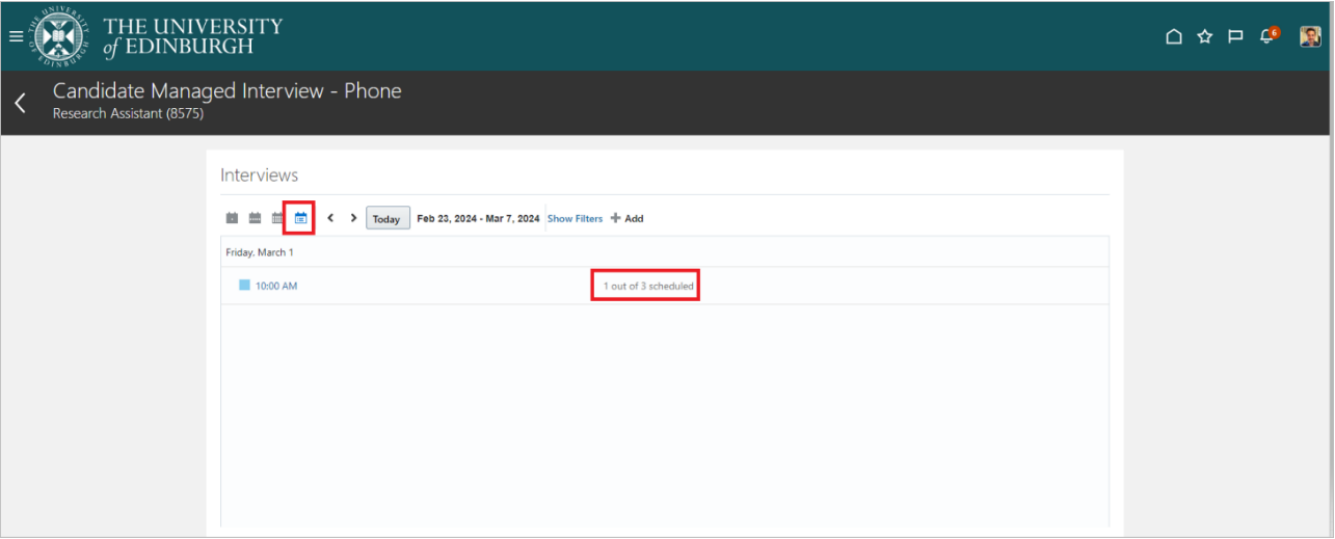 THE UNIVERSITY
of EDINBURGH
6
Candidate Managed Interview - Phone
Research Assistant (8575)
Interviews
Today Feb 23, 2024 - Mar 7, 2024 Show Filters Add
Friday, March 1
10:00 AM 1 out of 3 scheduled